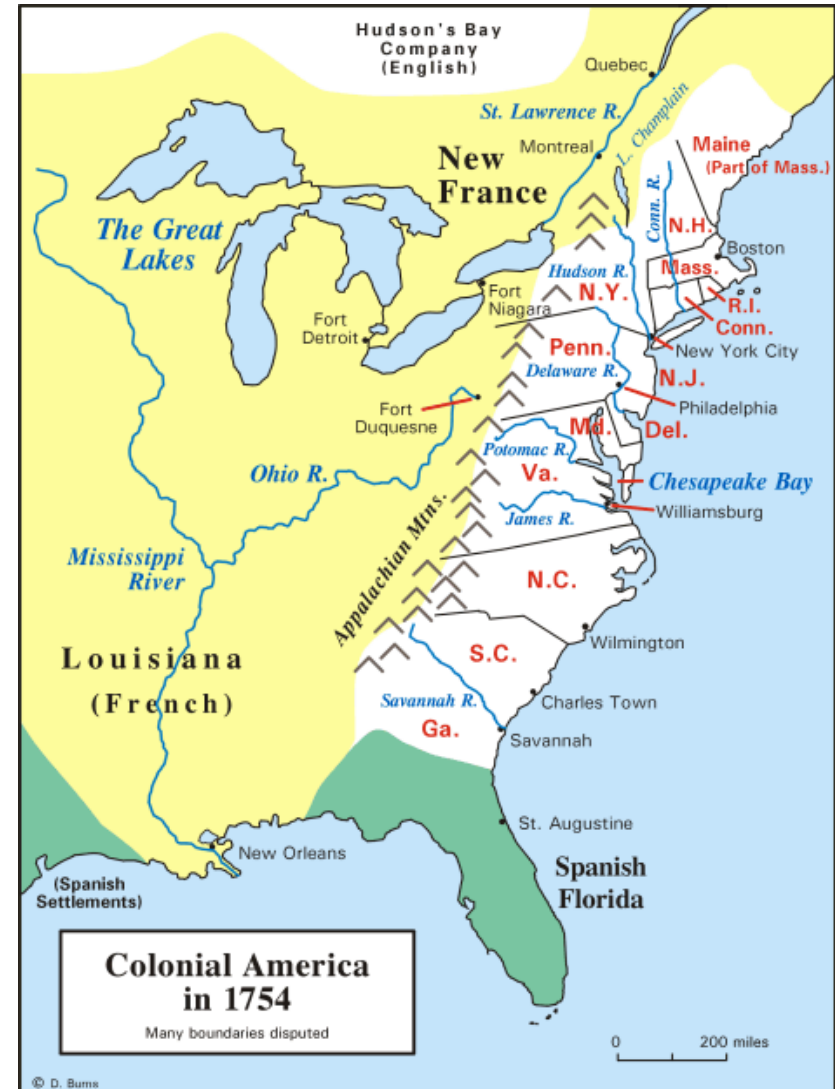 Hudson's Bay
Company
(English)
Quebec
St. Lawrence R.
L. Champlain
Montreal
New
France
Maine
(Part of Mass.)
Conn. R.
N.H.
The Great
Lakes
Boston
Mass.
Hudson R.
N.Y.
R.I.
Conn.
Fort
Niagara
Fort
Detroit
New York City
Penn.
Delaware R.
N.J.
Philadelphia
Fort
Duquesne
Md.
Del.
Potomac R.
Va.
Chesapeake Bay
Ohio R.
James R.
Williamsburg
Appalachian Mtns.
Mississippi
River
N.C.
Wilmington
Louisiana
(French)
S.C.
Savannah R.
Charles Town
Ga.
Savannah
St. Augustine
New Orleans
Spanish
Florida
(Spanish
Settlements)
Colonial America
in 1754
Many boundaries disputed
0 200 miles
© D. Burns